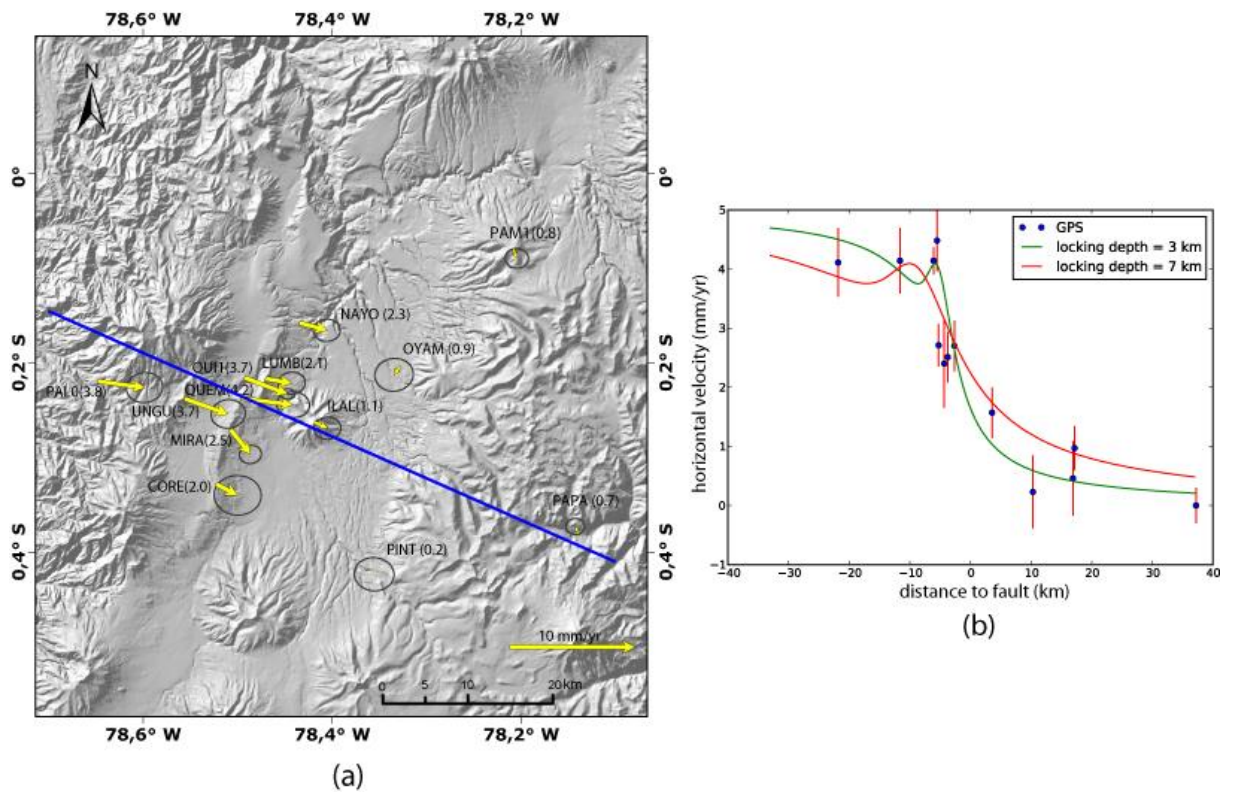 78,6° W 78,4° W 78,2° W
N
0°
0°
PAM1(0.8)
NAYO (2.3)
OYAM (0.9)
0,2° S
0,2° S
LUMB(2.1)
QUI1(3.7)
QUEM(4.2)
PAL0(3.8)
UNGU(3.7)
ILAL(1.1)
MIRA(2.5)
CORE(2.0)
PAPA (0.7)
PINT (0.2)
0,4° S
0,4° S
10 mm/yr
0 5 10 20km
78,6° W 78,4° W 78,2° W
(a)
horizontal velocity (mm/yr)
5
4
3
2
1
0
−1
GPS
locking depth = 3 km
locking depth = 7 km
−40 −30 −20 −10 0 10 20 30 40
distance to fault (km)
(b)